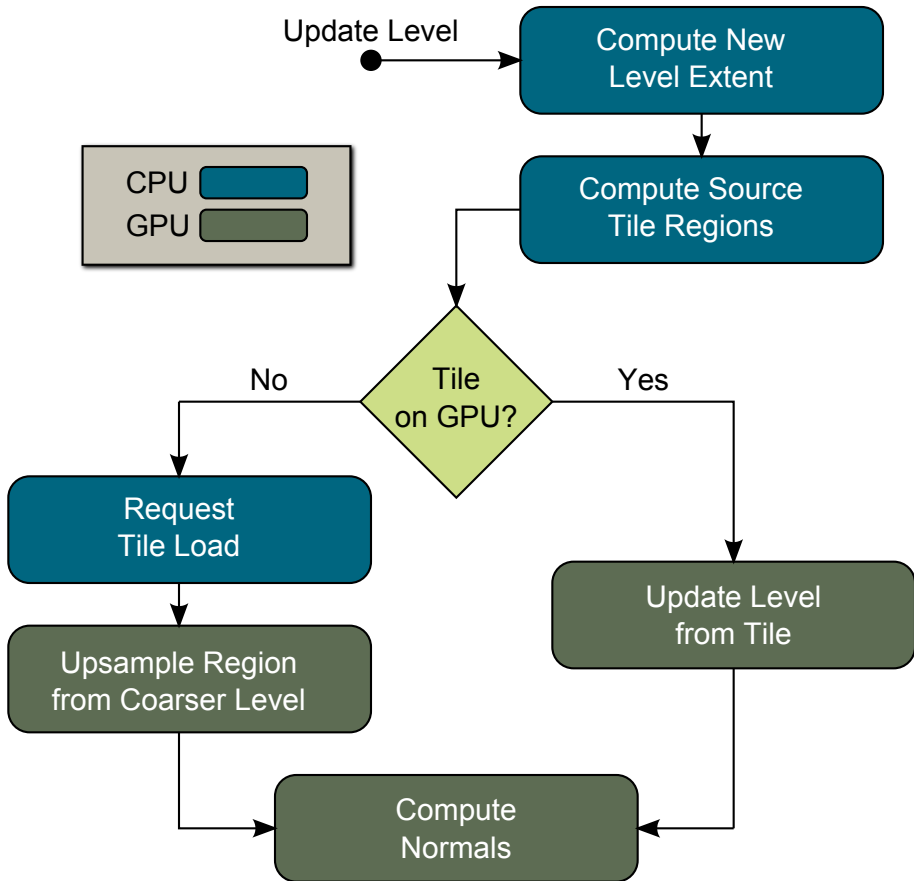 Update Level
Compute New
Level Extent
CPU
GPU
Compute Source
Tile Regions
Tile
on GPU?
No
Yes
Request
Tile Load
Upsample Region
from Coarser Level
Update Level
from Tile
Compute
Normals